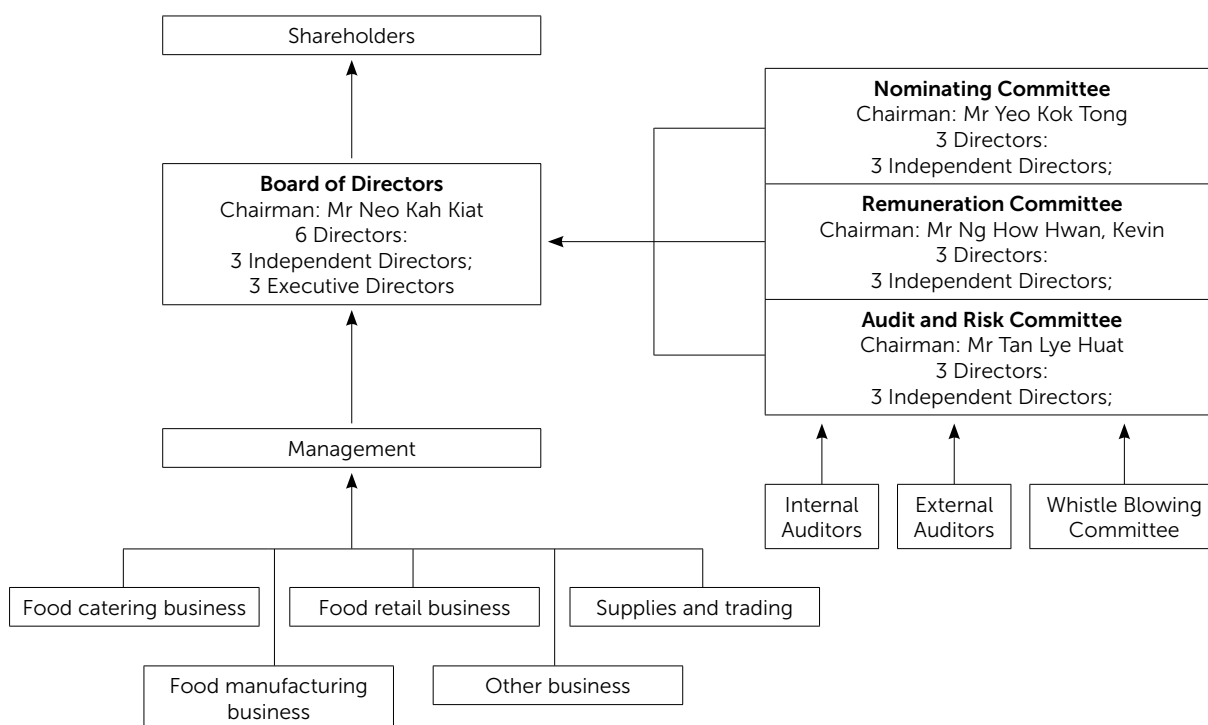 Shareholders
Board of Directors
Chairman: Mr Neo Kah Kiat
6 Directors:
3 Independent Directors;
3 Executive Directors
Nominating Committee
Chairman: Mr Yeo Kok Tong
3 Directors:
3 Independent Directors;
Remuneration Committee
Chairman: Mr Ng How Hwan, Kevin
3 Directors:
3 Independent Directors;
Audit and Risk Committee
Chairman: Mr Tan Lye Huat
3 Directors:
3 Independent Directors;
Management
Internal
Auditors
External
Auditors
Whistle Blowing
Committee
Food catering business
Food retail business
Supplies and trading
Food manufacturing
business
Other business